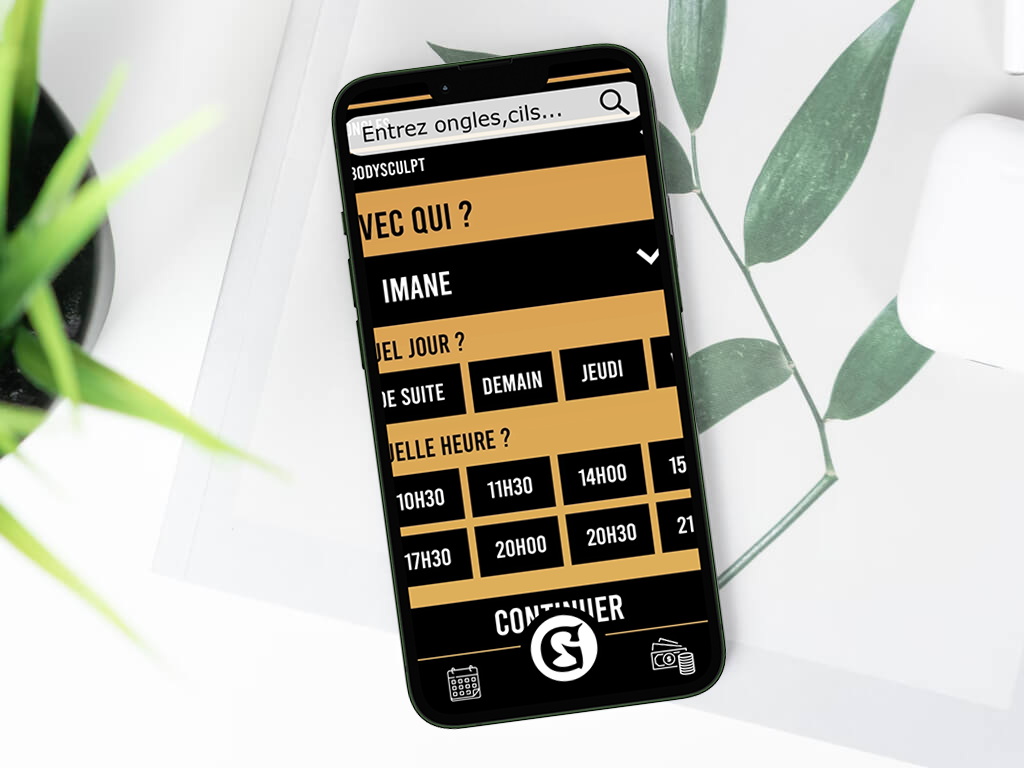 Entrez ongles,cils...
BODYSCULPT
VEC QUI ?
IMANE
UEL JOUR ?
DE SUITE DEMAIN JEUDI
UELLE HEURE ?
10H30 11H30 14H00 15
17H30 20H00 20H30 21
CONTINUER